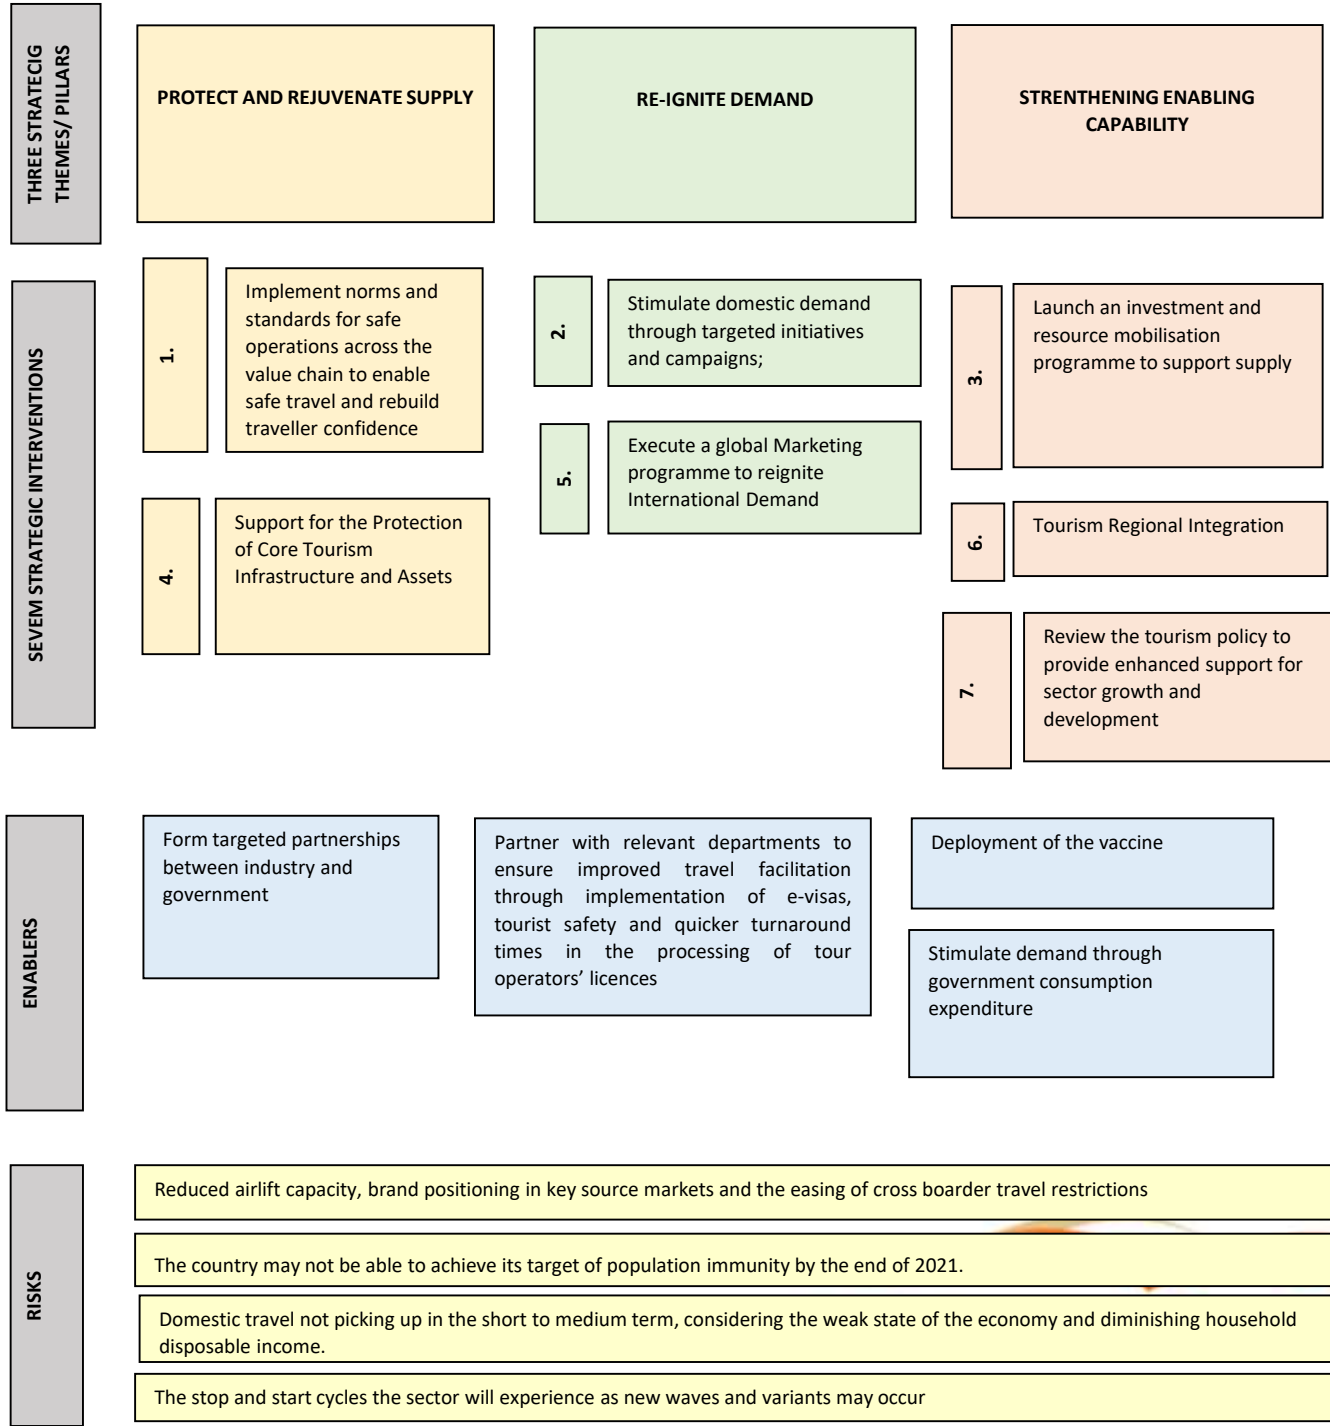 THREE STRATECIG
THEMES/ PILLARS
PROTECT AND REJUVENATE SUPPLY
RE-IGNITE DEMAND
STRENTHENING ENABLING
CAPABILITY
SEVEM STRATEGIC INTERVENTIONS
1.
Implement norms and
standards for safe
operations across the
value chain to enable
safe travel and rebuild
traveller confidence
2.
Stimulate domestic demand
through targeted initiatives
and campaigns;
3.
Launch an investment and
resource mobilisation
programme to support supply
4.
Support for the Protection
of Core Tourism
Infrastructure and Assets
5.
Execute a global Marketing
programme to reignite
International Demand
6.
Tourism Regional Integration
7.
Review the tourism policy to
provide enhanced support for
sector growth and
development
ENABLERS
Form targeted partnerships
between industry and
government
Partner with relevant departments to
ensure improved travel facilitation
through implementation of e-visas,
tourist safety and quicker turnaround
times in the processing of tour
operators’ licences
Deployment of the vaccine
Stimulate demand through
government consumption
expenditure
RISKS
Reduced airlift capacity, brand positioning in key source markets and the easing of cross boarder travel restrictions
The country may not be able to achieve its target of population immunity by the end of 2021.
Domestic travel not picking up in the short to medium term, considering the weak state of the economy and diminishing household
disposable income.
The stop and start cycles the sector will experience as new waves and variants may occur